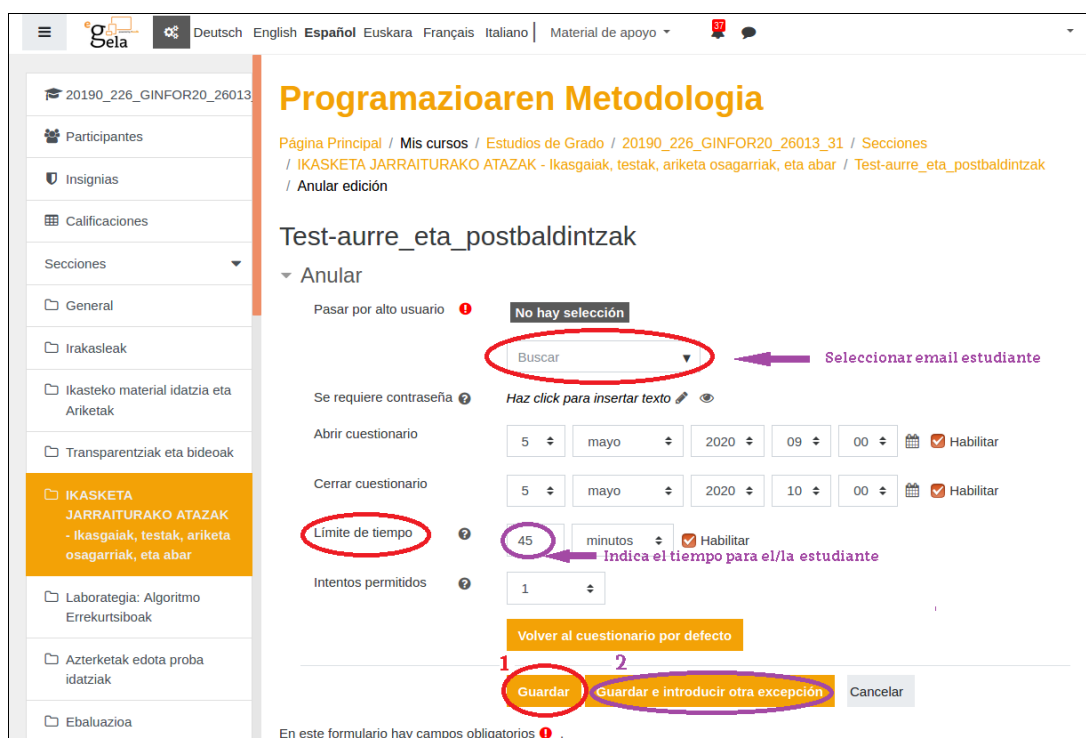 eGela
Deutsch English Español Euskara Français Italiano Material de apoyo
37
20190_226_GINFOR20_26013_
Participantes
Insignias
Calificaciones
Secciones
General
Irakasleak
Ikasteko material idatzia eta
Ariketak
Transparentziak eta bideoak
IKASKETA
JARRAITURAKO ATAZAK
- Ikasgaiak, testak, ariketa
osagarriak, eta abar
Laborategia: Algoritmo
Errekurtsiboak
Azterketak edota proba
idatziak
Ebaluazioa
Programazioaren Metodologia
Página Principal / Mis cursos / Estudios de Grado / 20190_226_GINFOR20_26013_31 / Secciones
/ IKASKETA JARRAITURAKO ATAZAK - Ikasgaiak, testak, ariketa osagarriak, eta abar / Test-aurre_eta_postbaldintzak
/ Anular edición
Test-aurre_eta_postbaldintzak
Anular
Pasar por alto usuario
No hay selección
Buscar
Seleccionar email estudiante
Se requiere contraseña Haz click para insertar texto
Abrir cuestionario 5 mayo 2020 09 00 Habilitar
Cerrar cuestionario 5 mayo 2020 10 00 Habilitar
Límite de tiempo 45 minutos Habilitar
Indica el tiempo para el/la estudiante
Intentos permitidos 1
Volver al cuestionario por defecto
1 2
Guardar Guardar e introducir otra excepción Cancelar
En este formulario hay campos obligatorios .